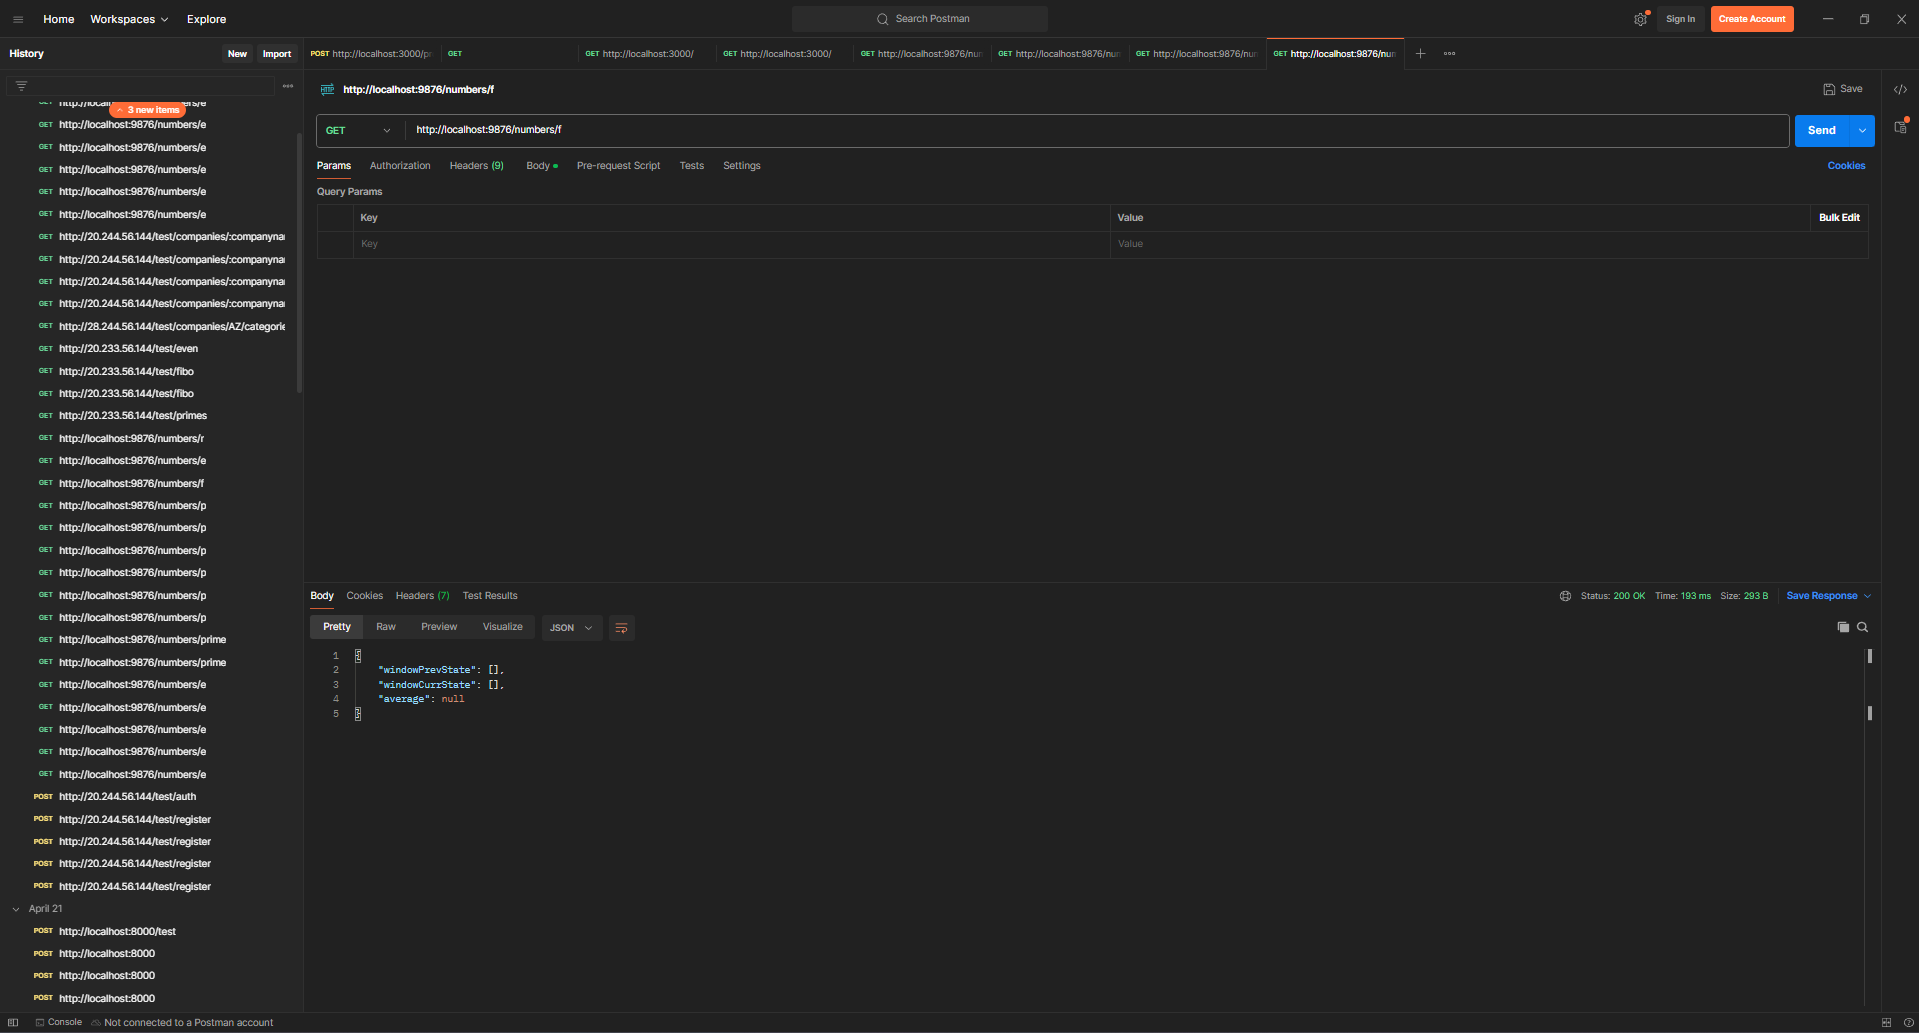 Home Workspaces Explore Search Postman Sign In Create Account
History New Import
POST http://localhost:3000/pr GET GET http://localhost:3000/ GET http://localhost:3000/ GET http://localhost:9876/nun GET http://localhost:9876/nun GET http://localhost:9876/nun GET http://localhost:9876/nun
3 new items
GET http://localhost:9876/numbers/e
GET http://localhost:9876/numbers/e
GET http://localhost:9876/numbers/e
GET http://localhost:9876/numbers/e
GET http://localhost:9876/numbers/e
GET http://20.244.56.144/test/companies/:companynai
GET http://20.244.56.144/test/companies/:companynai
GET http://20.244.56.144/test/companies/:companynai
GET http://20.244.56.144/test/companies/:companynai
GET http://28.244.56.144/test/companies/AZ/categorie
GET http://20.233.56.144/test/even
GET http://20.233.56.144/test/fibo
GET http://20.233.56.144/test/fibo
GET http://20.233.56.144/test/primes
GET http://localhost:9876/numbers/r
GET http://localhost:9876/numbers/e
GET http://localhost:9876/numbers/f
GET http://localhost:9876/numbers/p
GET http://localhost:9876/numbers/p
GET http://localhost:9876/numbers/p
GET http://localhost:9876/numbers/p
GET http://localhost:9876/numbers/p
GET http://localhost:9876/numbers/p
GET http://localhost:9876/numbers/prime
GET http://localhost:9876/numbers/prime
GET http://localhost:9876/numbers/e
GET http://localhost:9876/numbers/e
GET http://localhost:9876/numbers/e
GET http://localhost:9876/numbers/e
GET http://localhost:9876/numbers/e
POST http://20.244.56.144/test/auth
POST http://20.244.56.144/test/register
POST http://20.244.56.144/test/register
POST http://20.244.56.144/test/register
POST http://20.244.56.144/test/register
April 21
POST http://localhost:8000/test
POST http://localhost:8000
POST http://localhost:8000
POST http://localhost:8000
HTTP http://localhost:9876/numbers/f Save
GET http://localhost:9876/numbers/f Send
Params Authorization Headers (9) Body Pre-request Script Tests Settings Cookies
Query Params
Key Value Bulk Edit
Key Value
Body Cookies Headers (7) Test Results Status: 200 OK Time: 193 ms Size: 293 B Save Response
Pretty Raw Preview Visualize JSON
1 {
2 "windowPrevState": [],
3 "windowCurrState": [],
4 "average": null
5 }
Console Not connected to a Postman account